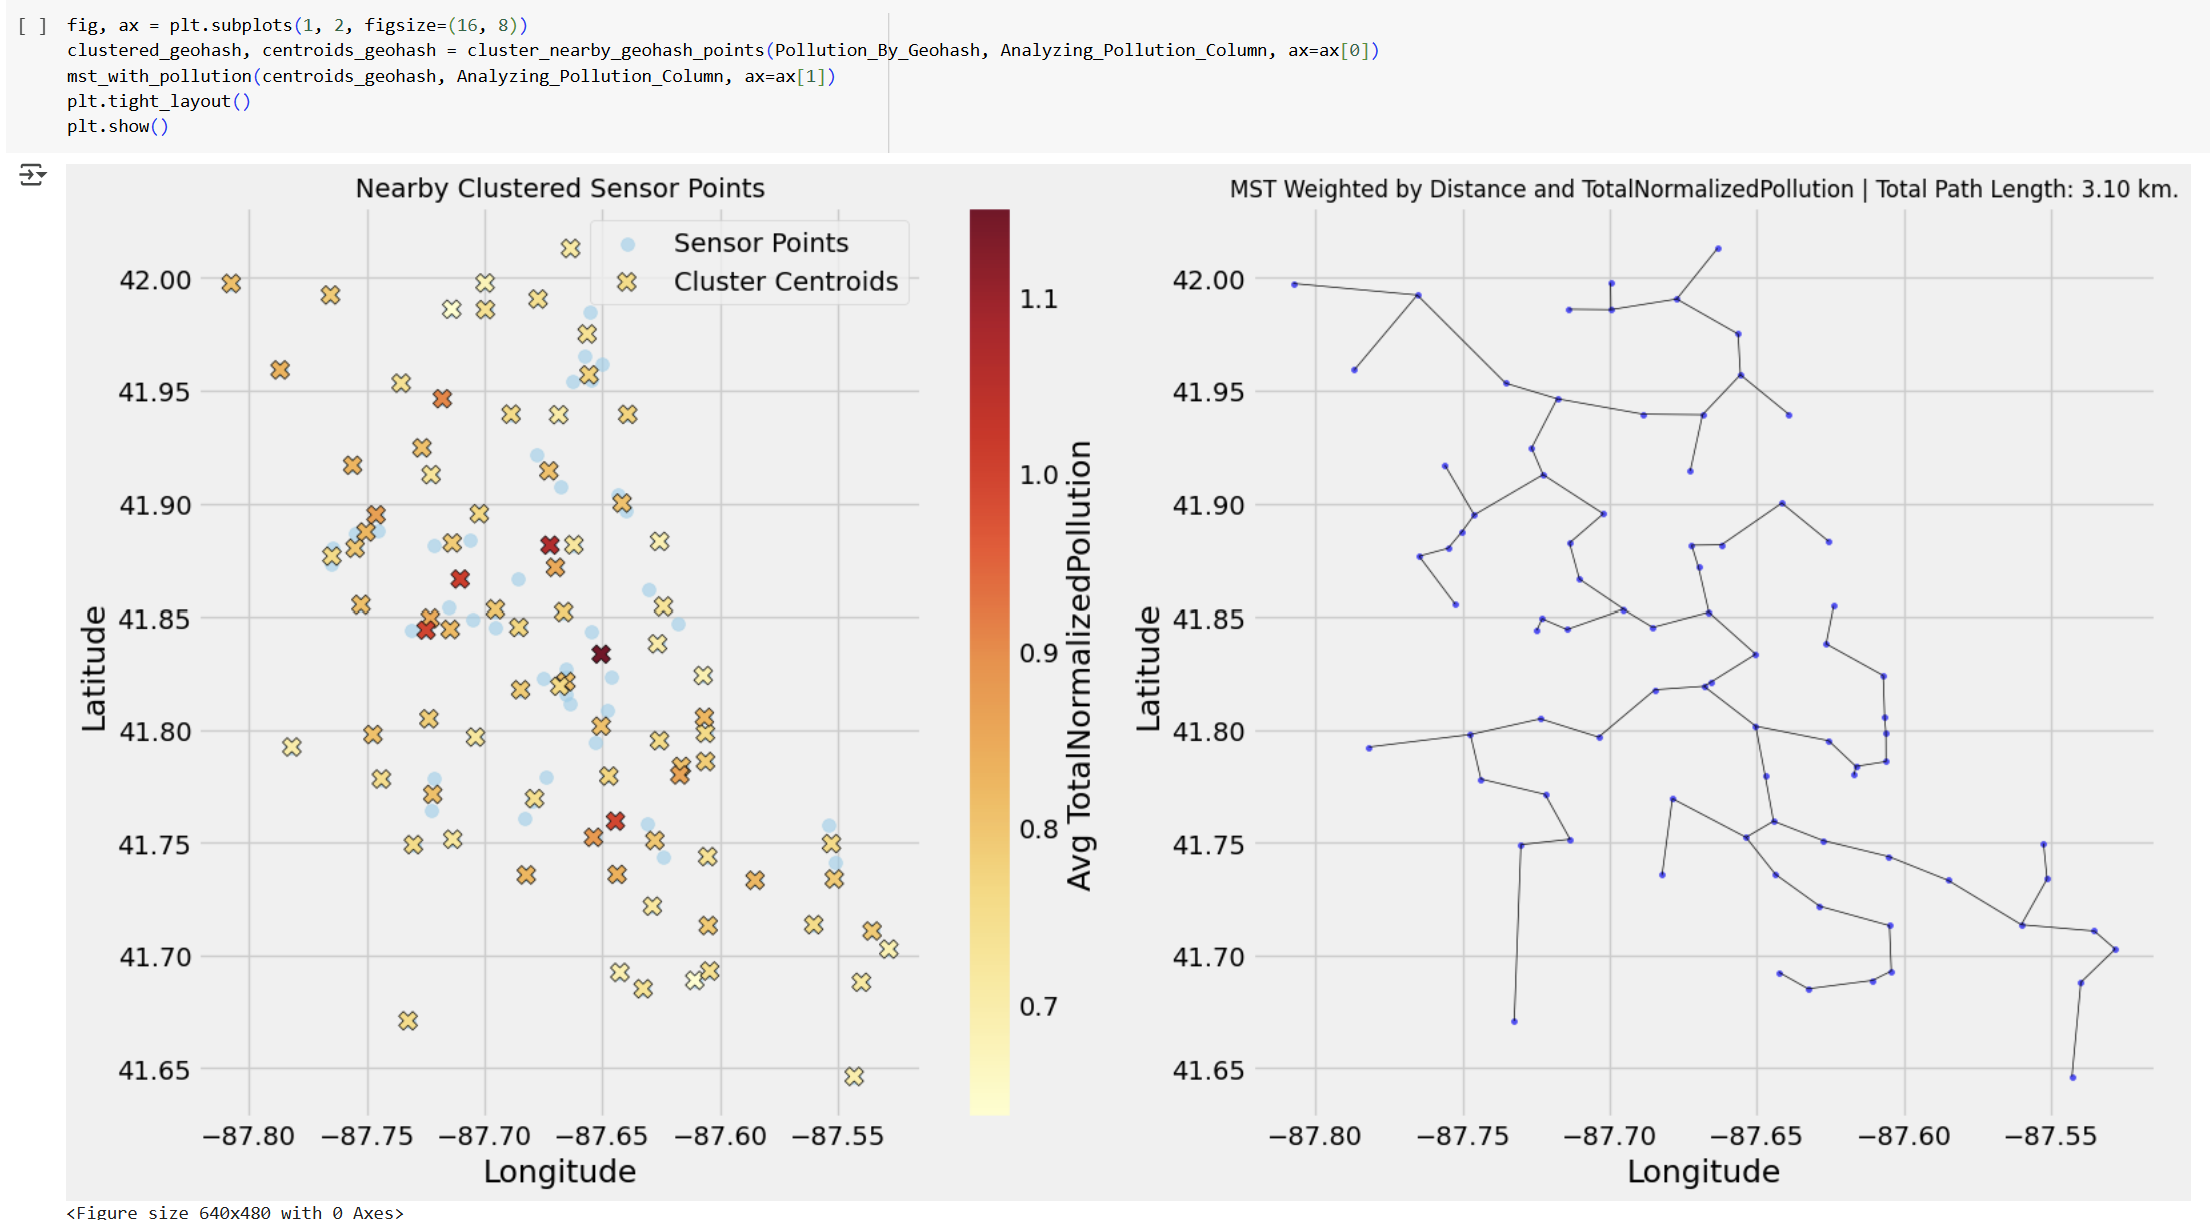 [ ] fig, ax = plt.subplots(1, 2, figsize=(16, 8))
clustered_geohash, centroids_geohash = cluster_nearby_geohash_points(Pollution_By_Geohash, Analyzing_Pollution_Column, ax=ax[0])
mst_with_pollution(centroids_geohash, Analyzing_Pollution_Column, ax=ax[1])
plt.tight_layout()
plt.show()
Nearby Clustered Sensor Points
Sensor Points
Cluster Centroids
42.00
41.95
41.90
41.85
41.80
41.75
41.70
41.65
Latitude
−87.80 −87.75 −87.70 −87.65 −87.60 −87.55
Longitude
1.1
1.0
0.9
0.8
0.7
Avg TotalNormalizedPollution
MST Weighted by Distance and TotalNormalizedPollution | Total Path Length: 3.10 km.
42.00
41.95
41.90
41.85
41.80
41.75
41.70
41.65
Latitude
−87.80 −87.75 −87.70 −87.65 −87.60 −87.55
Longitude
<Figure size 640x480 with 0 Axes>